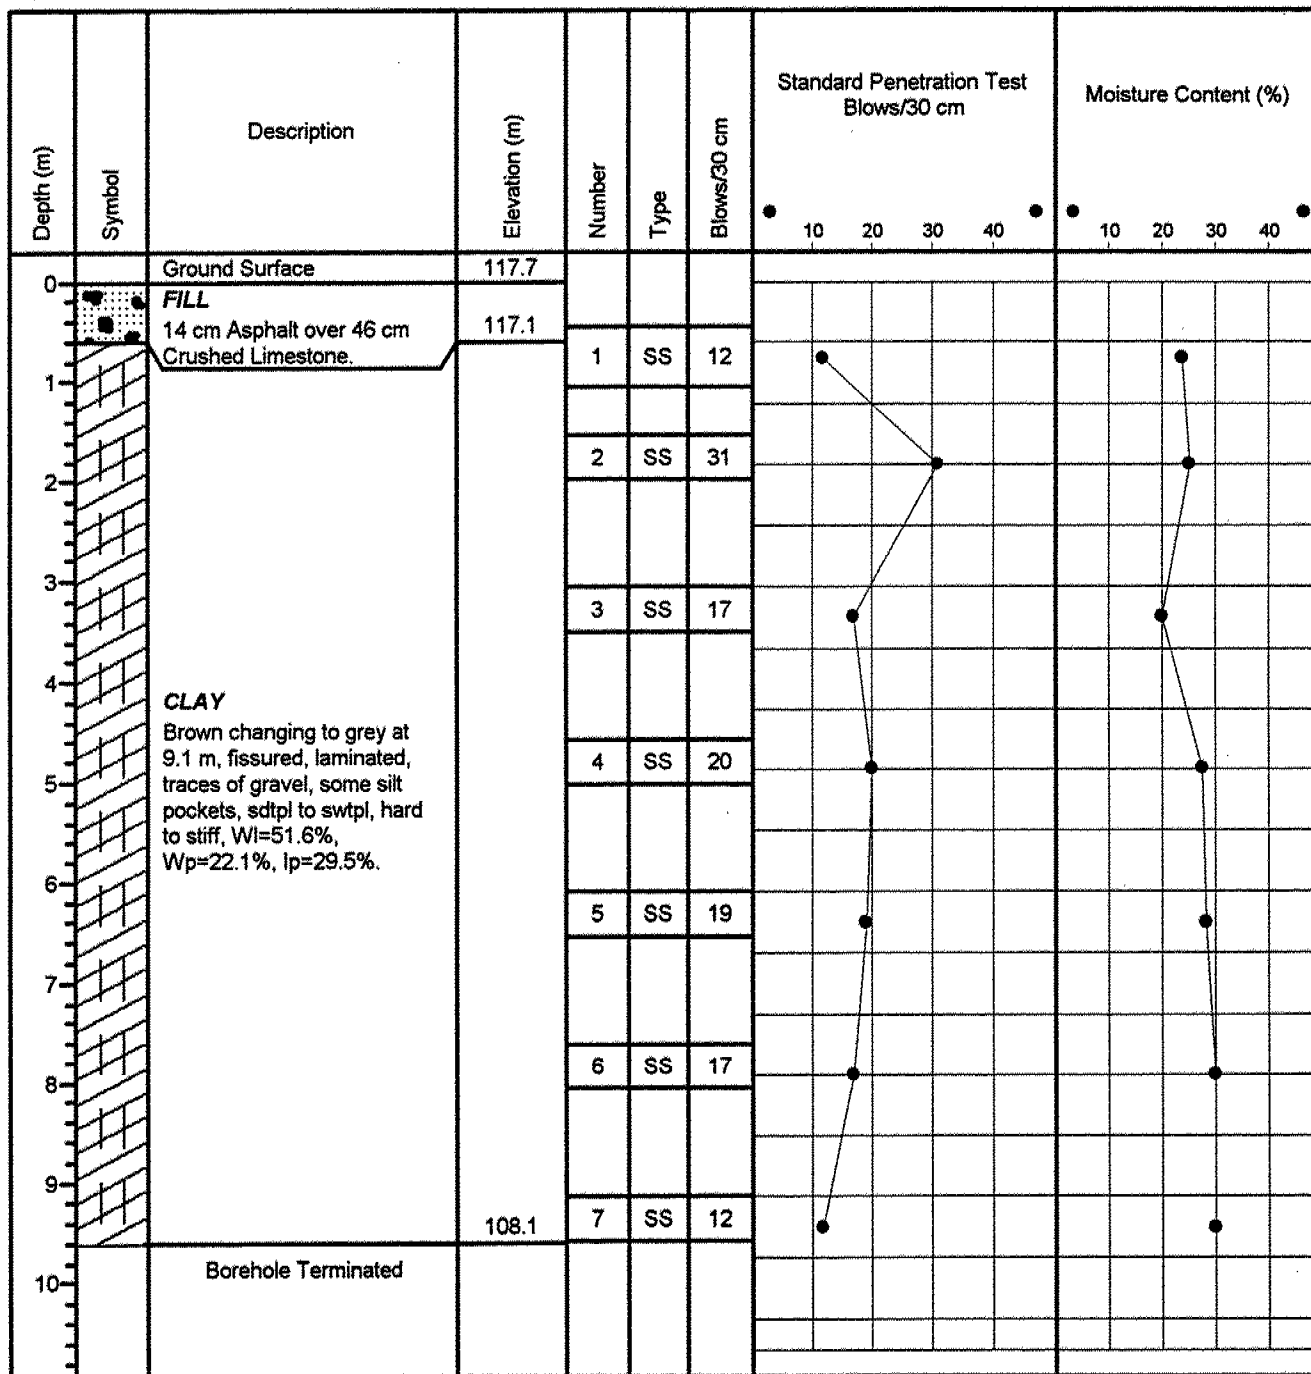 Depth (m)
Symbol
Description
Elevation (m)
Number
Type
Blows/30 cm
Standard Penetration Test
Blows/30 cm
10 20 30 40
Moisture Content (%)
10 20 30 40
Ground Surface 117.7
0
FILL
14 cm Asphalt over 46 cm 117.1
Crushed Limestone.
1 SS 12
1
2 SS 31
2
3
3 SS 17
4
CLAY
Brown changing to grey at
9.1 m, fissured, laminated,
4 SS 20
traces of gravel, some silt
5
pockets, sdtpl to swtpl, hard
to stiff, Wl=51.6%,
Wp=22.1%, Ip=29.5%.
6
5 SS 19
7
6 SS 17
8
9
108.1 7 SS 12
Borehole Terminated
10